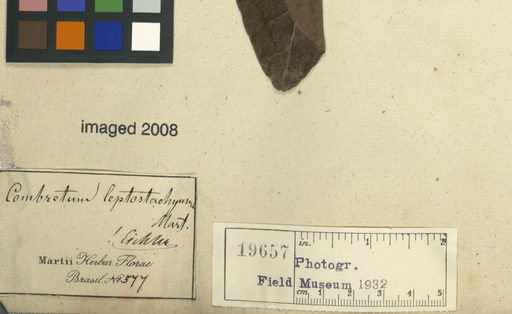 imaged 2008
Combretum leptostachyum
Mart.
! Eichler
Martii Herbar. Florae
Brasil. No. 577
19657
in. 1 2
Photogr.
Field Museum 1932
cm. 1 2 3 4 5